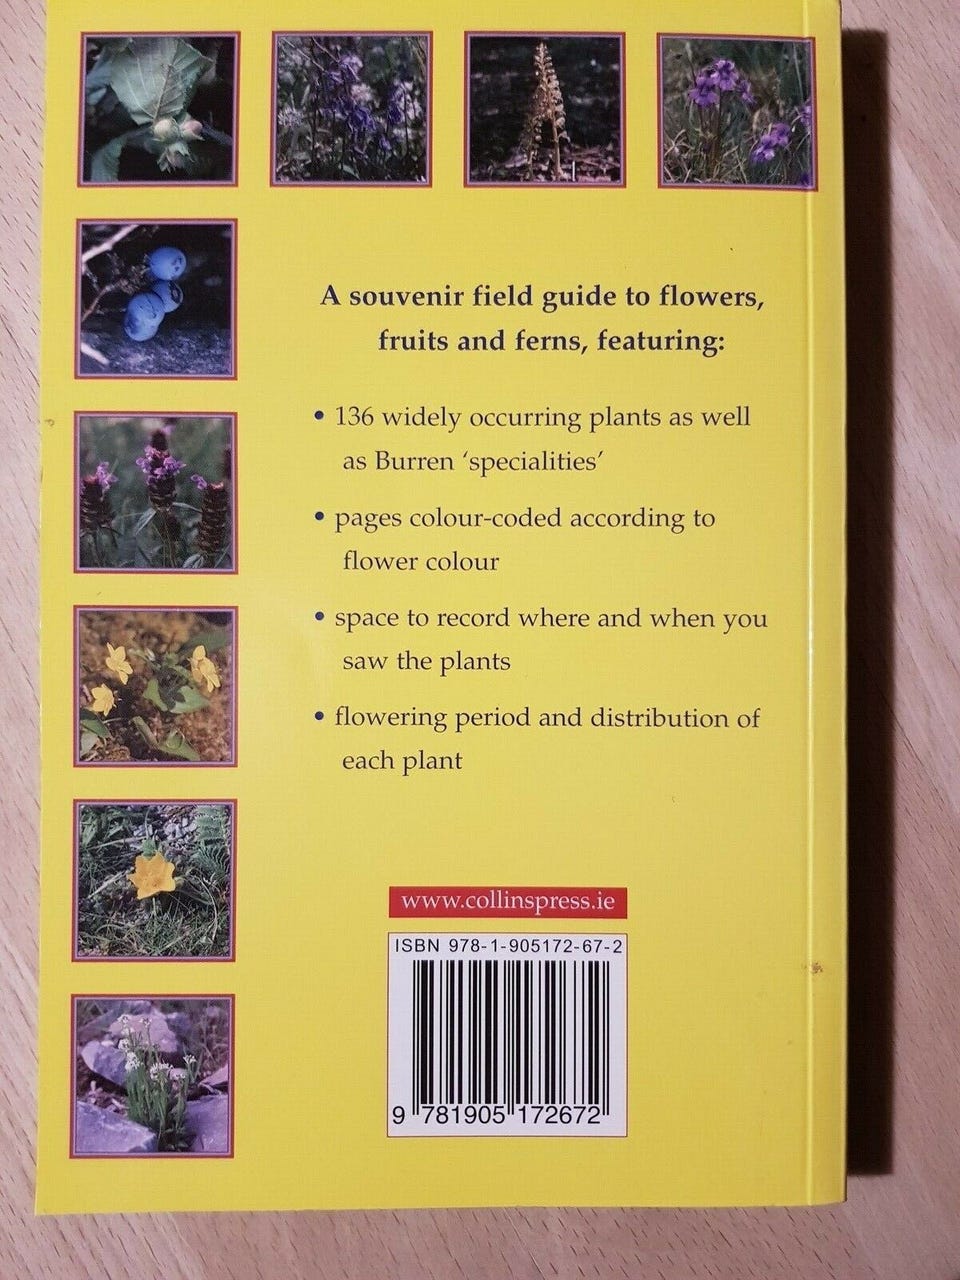 A souvenir field guide to flowers,
fruits and ferns, featuring:
• 136 widely occurring plants as well
as Burren ‘specialities’
• pages colour-coded according to
flower colour
• space to record where and when you
saw the plants
• flowering period and distribution of
each plant
www.collinspress.ie
ISBN 978-1-905172-67-2
9 781905 172672